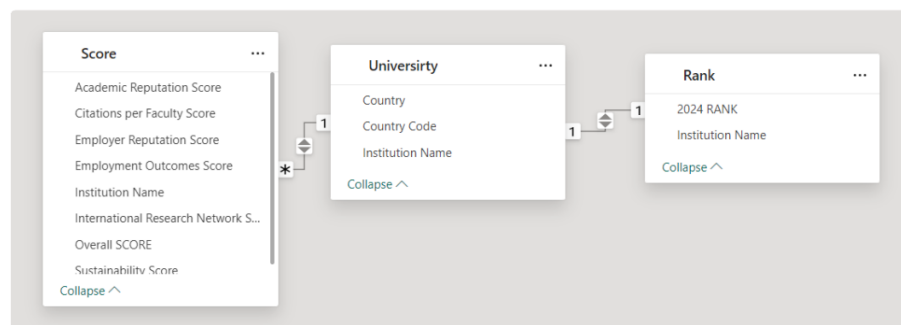 Score
Academic Reputation Score
Citations per Faculty Score
Employer Reputation Score
Employment Outcomes Score
Institution Name
International Research Network S...
Overall SCORE
Sustainability Score
Collapse
*
1
Universirty
Country
Country Code
Institution Name
Collapse
1
1
Rank
2024 RANK
Institution Name
Collapse